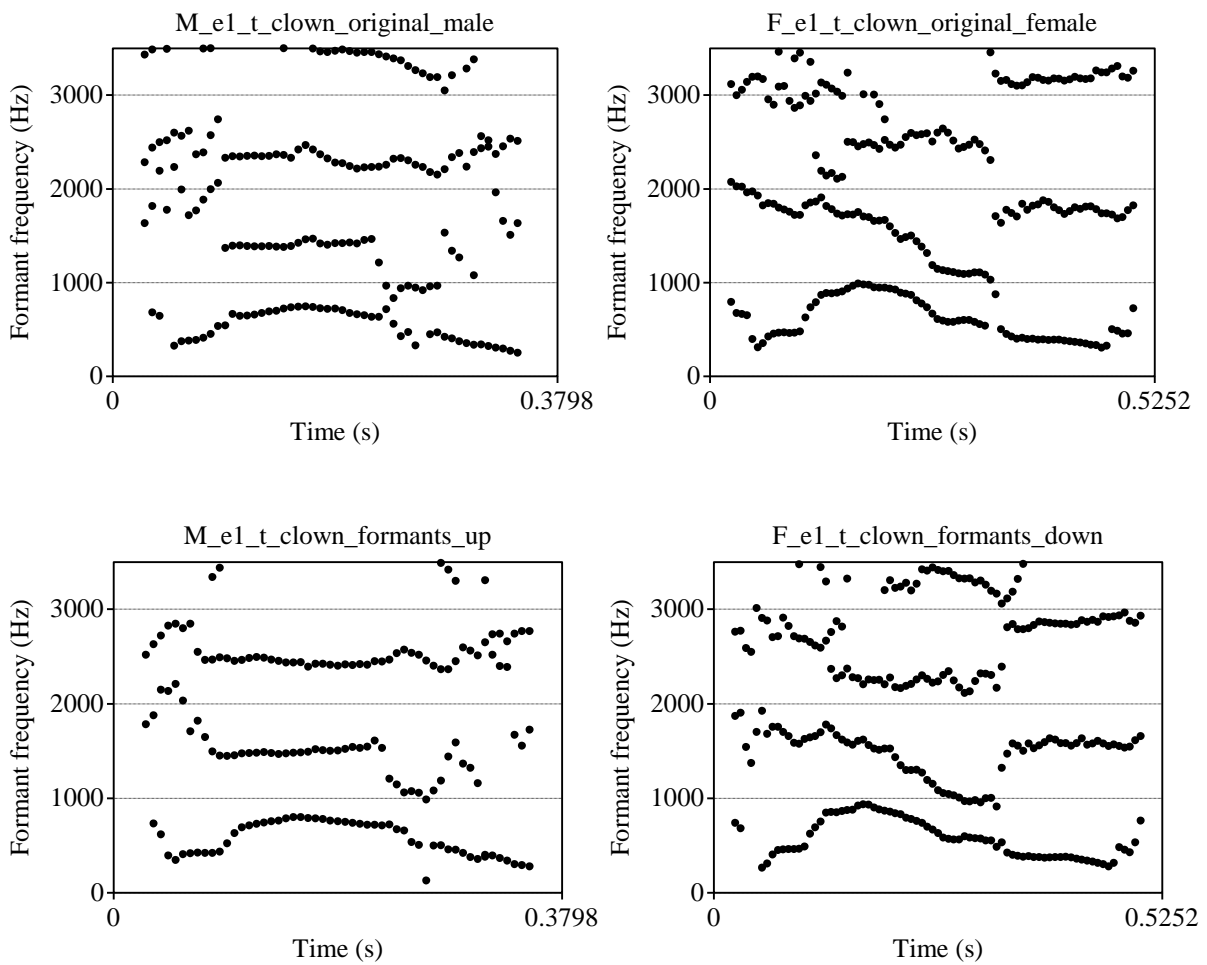 M_e1_t_clown_original_male
Formant frequency (Hz)
3000
2000
1000
0
0
0.3798
Time (s)
F_e1_t_clown_original_female
Formant frequency (Hz)
3000
2000
1000
0
0
0.5252
Time (s)
M_e1_t_clown_formants_up
Formant frequency (Hz)
3000
2000
1000
0
0
0.3798
Time (s)
F_e1_t_clown_formants_down
Formant frequency (Hz)
3000
2000
1000
0
0
0.5252
Time (s)